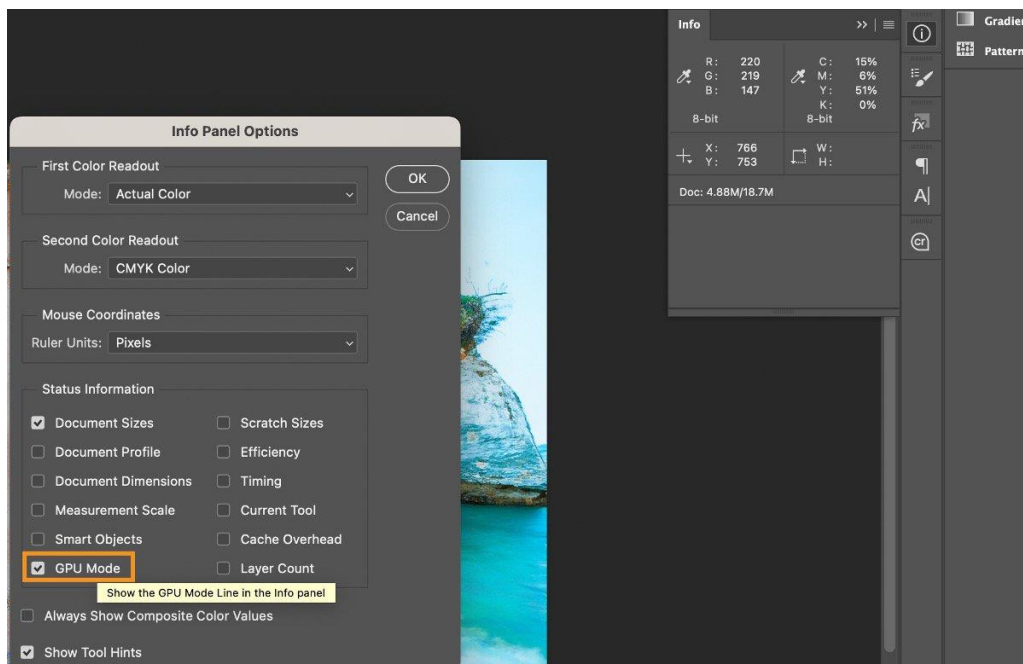 Info
R: 220
G: 219
B: 147
8-bit
C: 15%
M: 6%
Y: 51%
K: 0%
8-bit
X: 766
Y: 753
W:
H:
Doc: 4.88M/18.7M
Info Panel Options
First Color Readout
Mode: Actual Color
OK
Cancel
Second Color Readout
Mode: CMYK Color
Mouse Coordinates
Ruler Units: Pixels
Status Information
Document Sizes
Scratch Sizes
Document Profile
Efficiency
Document Dimensions
Timing
Measurement Scale
Current Tool
Smart Objects
Cache Overhead
GPU Mode
Layer Count
Show the GPU Mode Line in the Info panel
Always Show Composite Color Values
Show Tool Hints
fx
A
cr
Gradie
Pattern